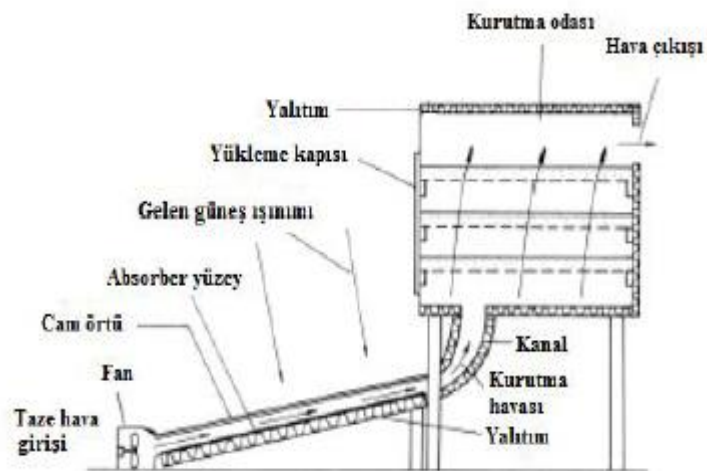 Kurutma odası
Hava çıkışı
Yalıtım
Yükleme kapısı
Gelen güneş ışınımı
Absorber yüzey
Cam örtü
Kanal
Fan
Kurutma
havası
Taze hava
girişi
Yalıtım